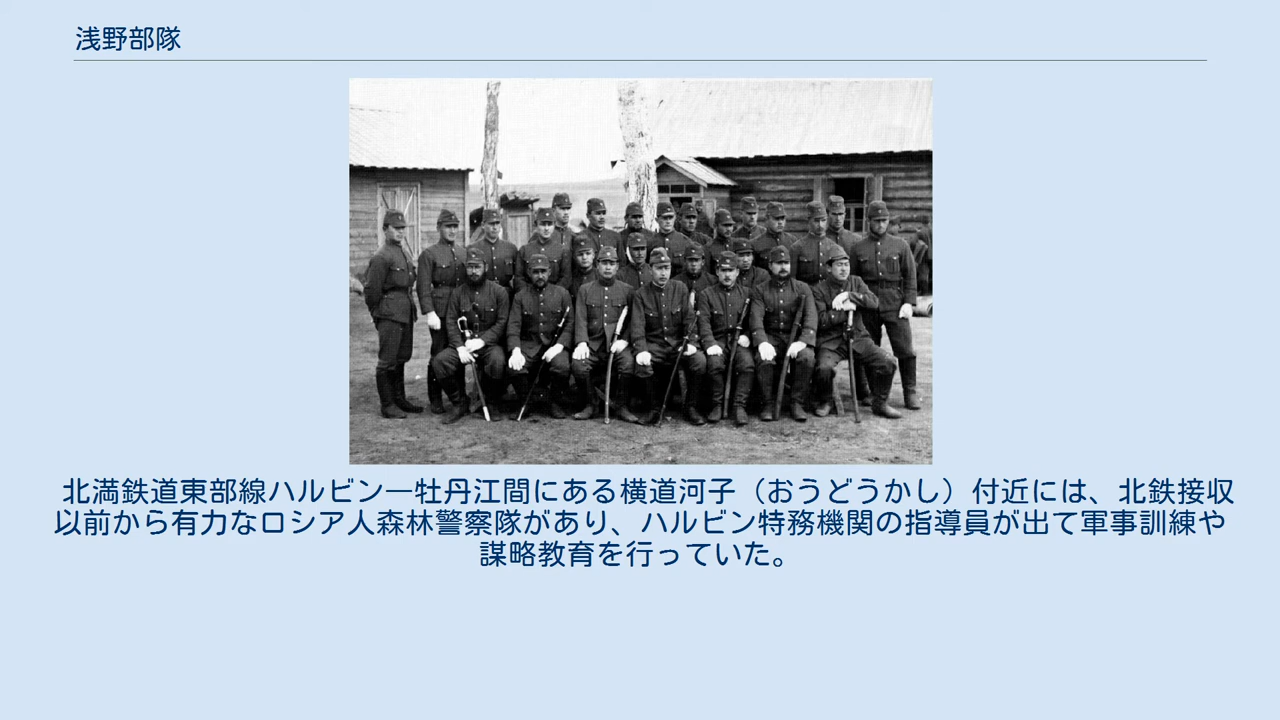 浅野部隊
北満鉄道東部線ハルビン―牡丹江間にある横道河子（おうどうかし）付近には、北鉄接収
以前から有力なロシア人森林警察隊があり、ハルビン特務機関の指導員が出て軍事訓練や
謀略教育を行っていた。